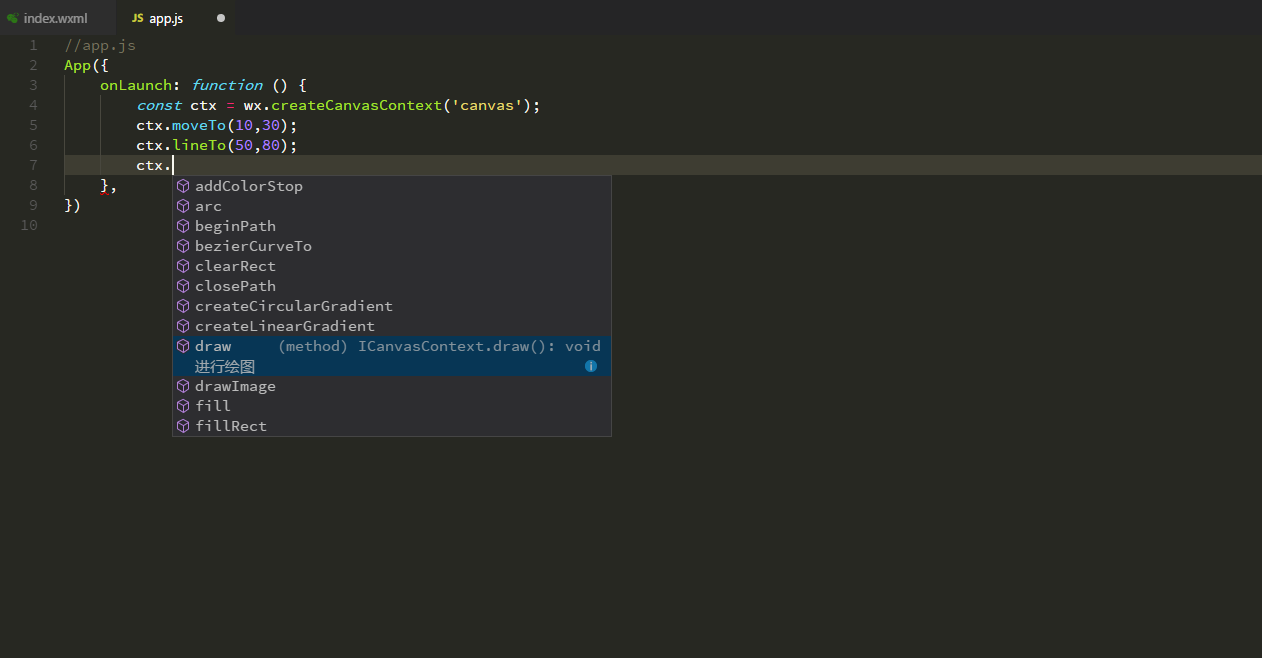 index.wxml JS app.js
1 //app.js
2 App({
3 onLaunch: function () {
4 const ctx = wx.createCanvasContext('canvas');
5 ctx.moveTo(10,30);
6 ctx.lineTo(50,80);
7 ctx.
8 },
9 })
10
addColorStop
arc
beginPath
bezierCurveTo
clearRect
closePath
createCircularGradient
createLinearGradient
draw (method) ICanvasContext.draw(): void
进行绘图
drawImage
fill
fillRect